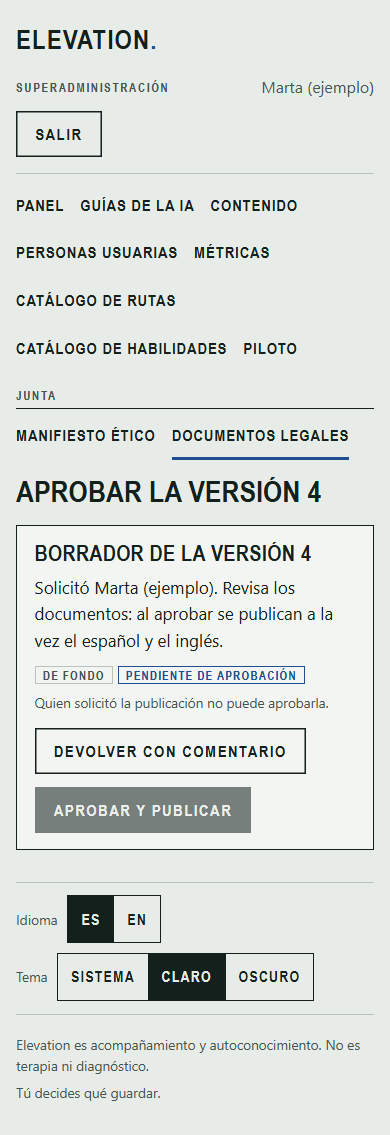 ELEVATION.
SUPERADMINISTRACIÓN
Marta (ejemplo)
SALIR
PANEL GUÍAS DE LA IA CONTENIDO
PERSONAS USUARIAS MÉTRICAS
CATÁLOGO DE RUTAS
CATÁLOGO DE HABILIDADES PILOTO
JUNTA
MANIFIESTO ÉTICO DOCUMENTOS LEGALES
APROBAR LA VERSIÓN 4
BORRADOR DE LA VERSIÓN 4
Solicitó Marta (ejemplo). Revisa los
documentos: al aprobar se publican a la
vez el español y el inglés.
DE FONDO PENDIENTE DE APROBACIÓN
Quien solicitó la publicación no puede aprobarla.
DEVOLVER CON COMENTARIO
APROBAR Y PUBLICAR
Idioma ES EN
Tema SISTEMA CLARO OSCURO
Elevation es acompañamiento y autoconocimiento. No es
terapia ni diagnóstico.
Tú decides qué guardar.